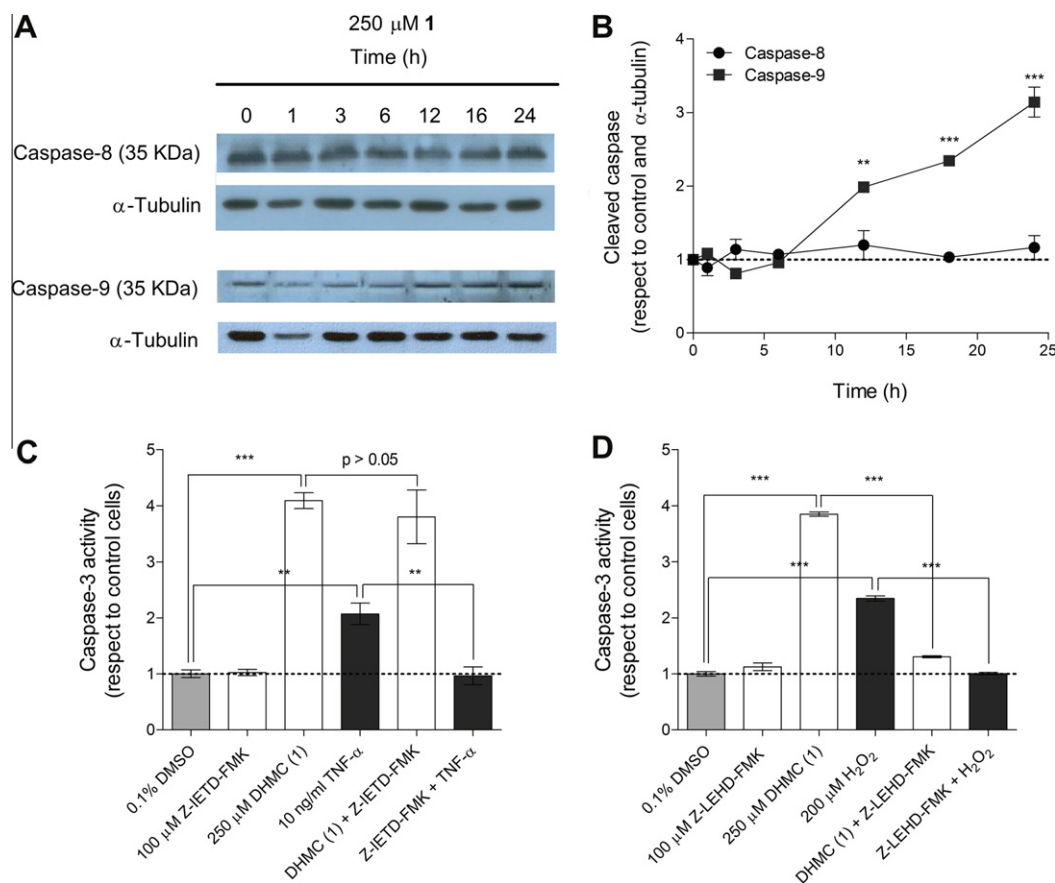 A
250 μM 1
Time (h)
0 1 3 6 12 16 24
Caspase-8 (35 KDa)
α-Tubulin
Caspase-9 (35 KDa)
α-Tubulin
B
Cleaved caspase
(respect to control and α-tubulin)
4
3
2
1
0
Caspase-8
Caspase-9
**
***
***
0 5 10 15 20 25
Time (h)
C
Caspase-3 activity
(respect to control cells)
5
4
3
2
1
0
***
p > 0.05
**
**
0.1% DMSO
100 μM Z-IETD-FMK
250 μM DHMC (1)
10 ng/ml TNF-α
DHMC (1) + Z-IETD-FMK
Z-IETD-FMK + TNF-α
D
Caspase-3 activity
(respect to control cells)
5
4
3
2
1
0
***
***
***
***
0.1% DMSO
100 μM Z-LEHD-FMK
250 μM DHMC (1)
200 μM H₂O₂
DHMC (1) + Z-LEHD-FMK
Z-LEHD-FMK + H₂O₂